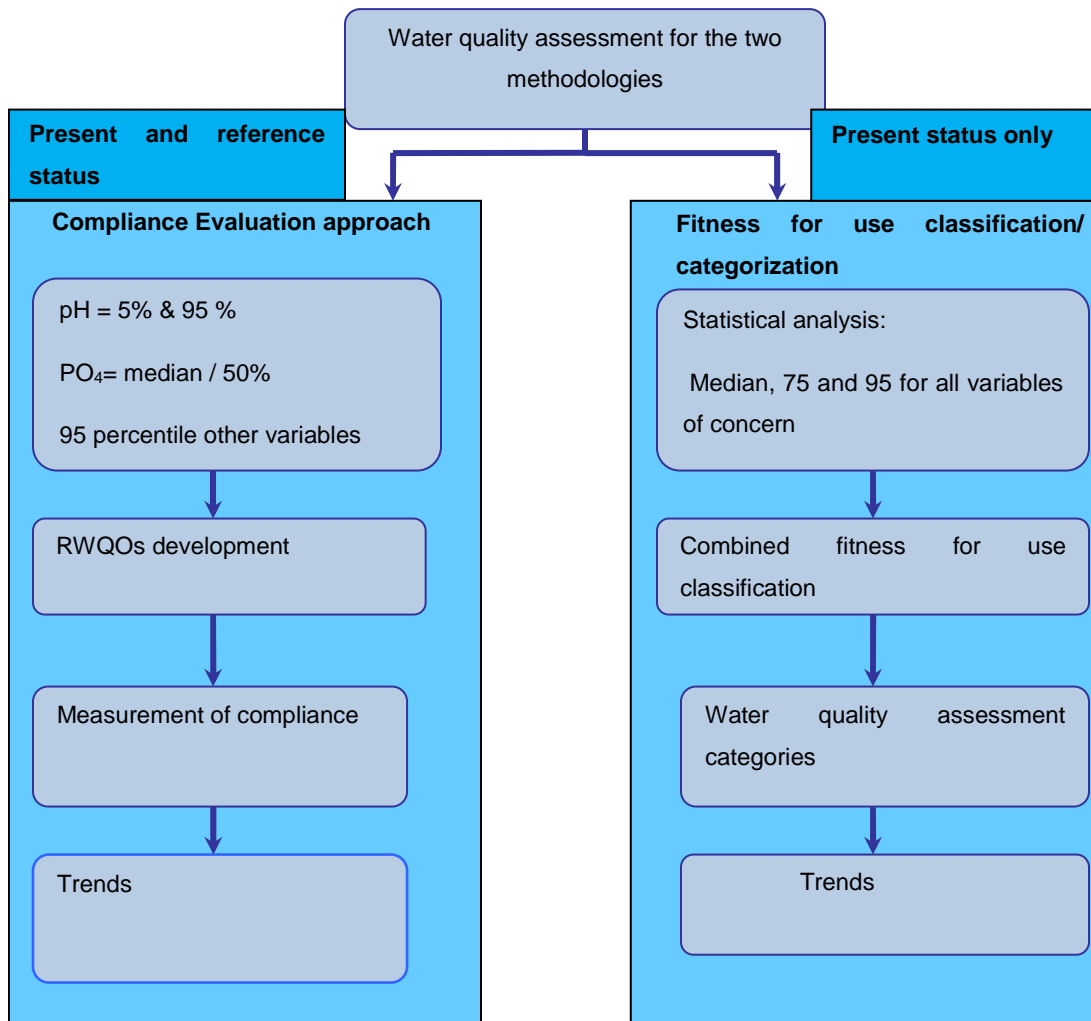 Water quality assessment for the two
methodologies
Present and reference
status
Present status only
Compliance Evaluation approach
pH = 5% & 95 %
PO₄= median / 50%
95 percentile other variables
RWQOs development
Measurement of compliance
Trends
Fitness for use classification/
categorization
Statistical analysis:
Median, 75 and 95 for all variables
of concern
Combined fitness for use
classification
Water quality assessment
categories
Trends